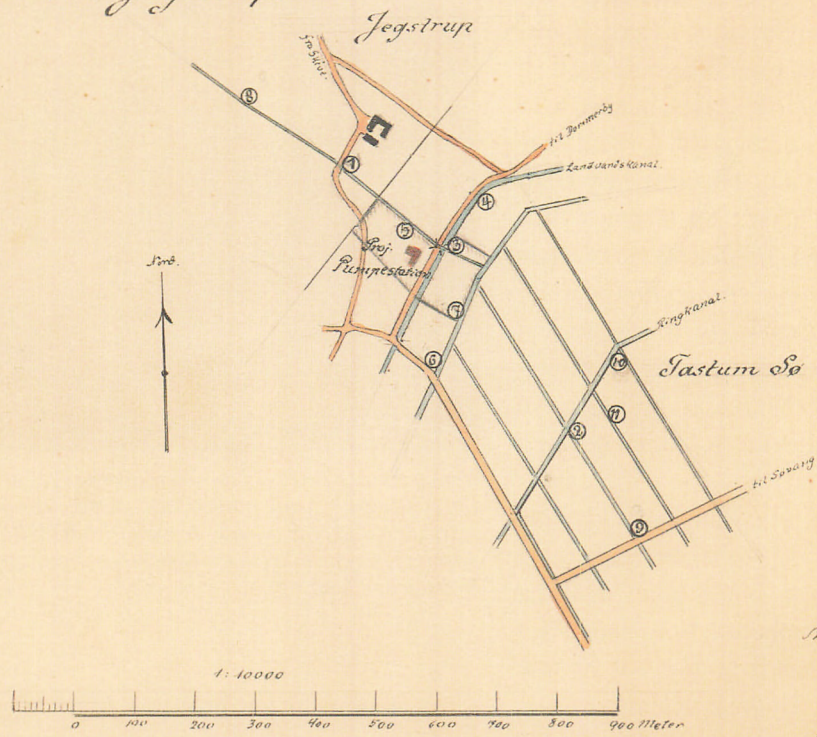 Jegstrup
fra Skive.
til Dommerby
Landvandskanal.
8
1
4
5
3
Proj.
Pumpestation
Nord.
7
Ringkanal.
6
10
Tastum Sø
11
2
til Søvang
9
1:10000
0 100 200 300 400 500 600 700 800 900 Meter